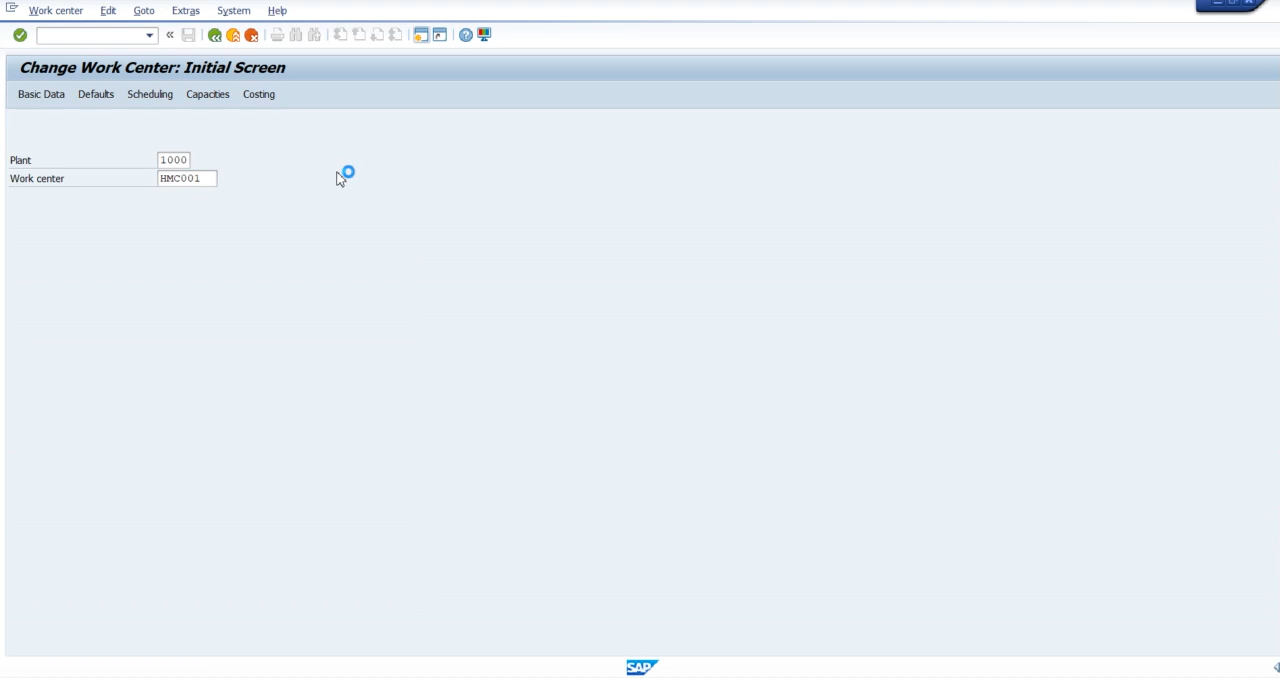 Work center Edit Goto Extras System Help
Change Work Center: Initial Screen
Basic Data Defaults Scheduling Capacities Costing
Plant 1000
Work center HMC001
SAP